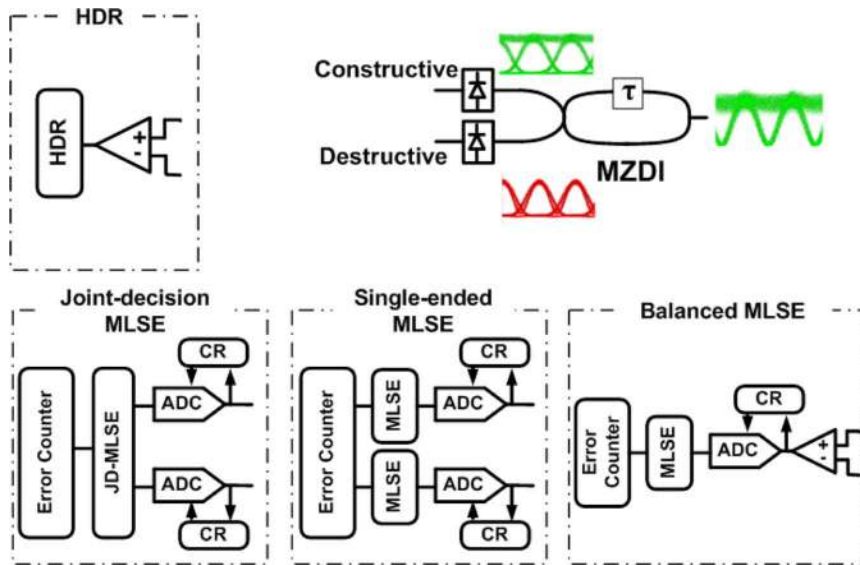 HDR
HDR
+
-
Constructive
Destructive
τ
MZDI
Joint-decision
MLSE
Error Counter
JD-MLSE
CR
ADC
ADC
CR
Single-ended
MLSE
Error Counter
MLSE
MLSE
CR
ADC
ADC
CR
Balanced MLSE
Error
Counter
MLSE
ADC
CR
+
-